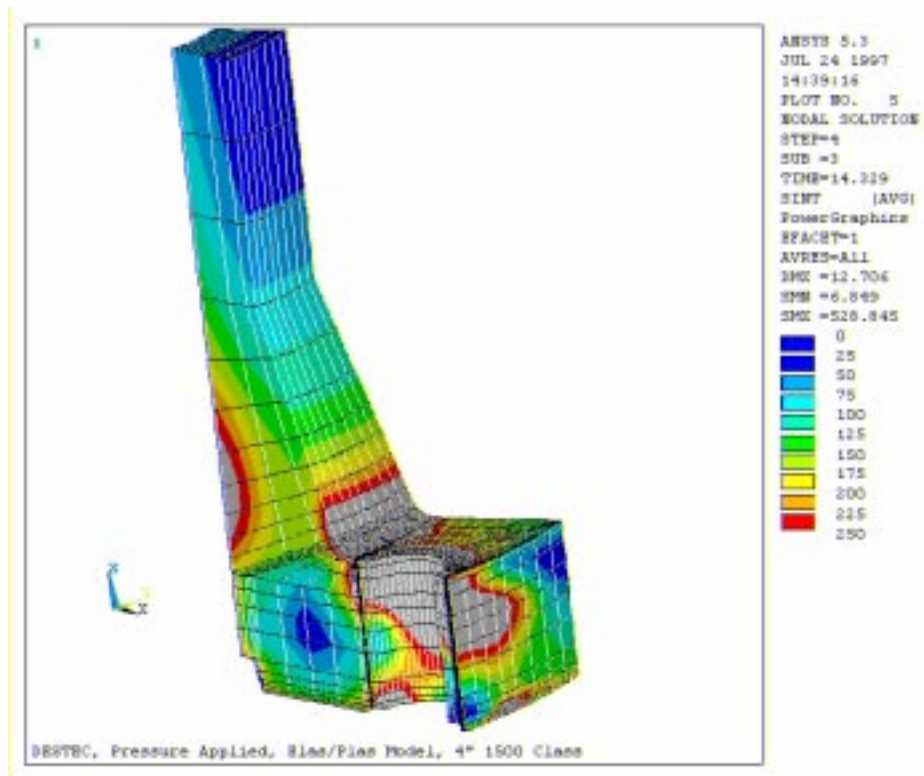 1
ANSYS 5.3
JUL 24 1997
14:39:16
PLOT NO. 5
NODAL SOLUTION
STEP=4
SUB =3
TIME=14.329
SINT (AVG)
PowerGraphics
EFACET=1
AVRES=All
DMX =12.706
SMN =6.849
SMX =528.845
0
25
50
75
100
125
150
175
200
225
250
Z
Y
X
DESTEC, Pressure Applied, Elas/Plas Model, 4" 1500 Class